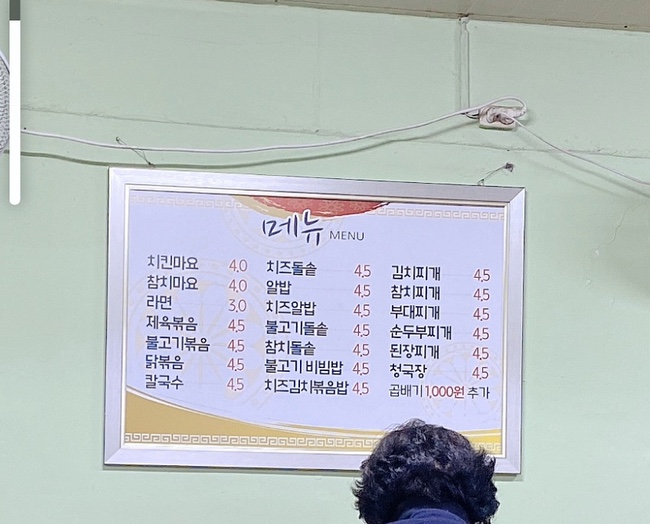 메뉴 MENU
치킨마요 4.0
참치마요 4.0
라면 3.0
제육볶음 4.5
불고기볶음 4.5
닭볶음 4.5
칼국수 4.5
치즈돌솥 4.5
알밥 4.5
치즈알밥 4.5
불고기돌솥 4.5
참치돌솥 4.5
불고기 비빔밥 4.5
치즈김치볶음밥 4.5
김치찌개 4.5
참치찌개 4.5
부대찌개 4.5
순두부찌개 4.5
된장찌개 4.5
청국장 4.5
곱배기 1,000원 추가